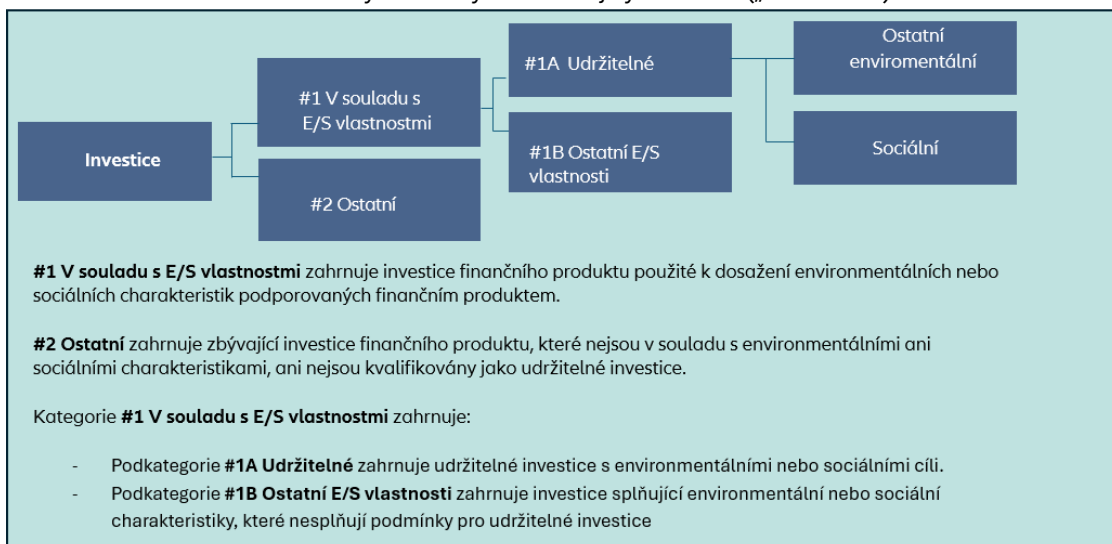 Ostatní
enviromentální
#1A Udržitelné
#1 V souladu s
E/S vlastnostmi
Sociální
#1B Ostatní E/S
vlastnosti
Investice
#2 Ostatní
#1 V souladu s E/S vlastnostmi zahrnuje investice finančního produktu použité k dosažení environmentálních nebo
sociálních charakteristik podporovaných finančním produktem.
#2 Ostatní zahrnuje zbývající investice finančního produktu, které nejsou v souladu s environmentálními ani
sociálními charakteristikami, ani nejsou kvalifikovány jako udržitelné investice.
Kategorie #1 V souladu s E/S vlastnostmi zahrnuje:
- Podkategorie #1A Udržitelné zahrnuje udržitelné investice s environmentálními nebo sociálními cíli.
- Podkategorie #1B Ostatní E/S vlastnosti zahrnuje investice splňující environmentální nebo sociální
charakteristiky, které nesplňují podmínky pro udržitelné investice